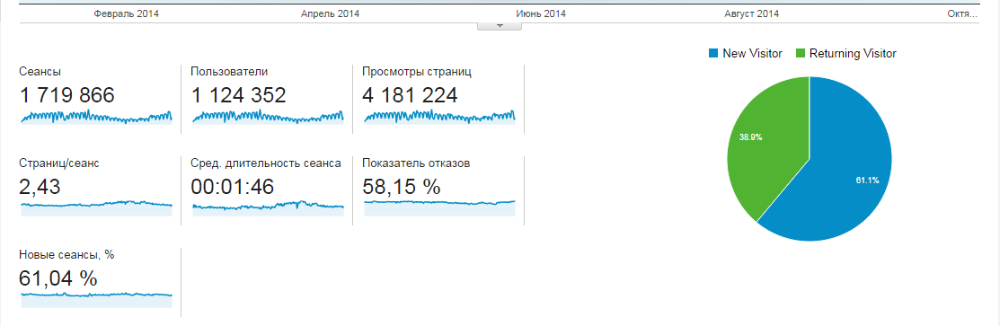 Февраль 2014 Апрель 2014 Июнь 2014 Август 2014 Октя...
New Visitor Returning Visitor
Сеансы Пользователи Просмотры страниц
1 719 866 1 124 352 4 181 224
38.9%
Страниц/сеанс Сред. длительность сеанса Показатель отказов
61.1%
2,43 00:01:46 58,15 %
Новые сеансы, %
61,04 %